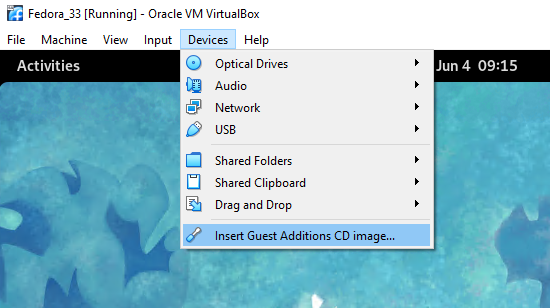 Fedora_33 [Running] - Oracle VM VirtualBox
File Machine View Input Devices Help
Activities Jun 4 09:15
Optical Drives
Audio
Network
USB
Shared Folders
Shared Clipboard
Drag and Drop
Insert Guest Additions CD image...